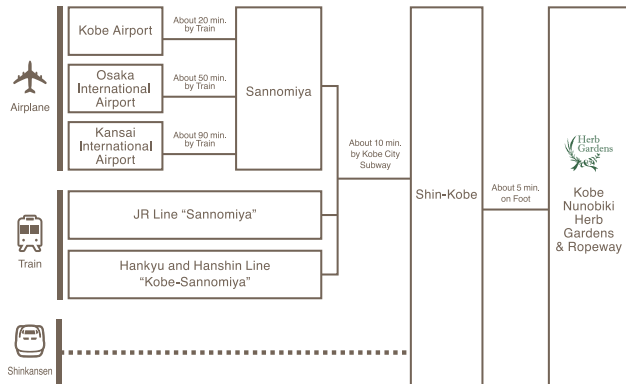 Airplane
Kobe Airport
About 20 min.
by Train
Osaka
International
Airport
About 50 min.
by Train
Kansai
International
Airport
About 90 min.
by Train
Sannomiya
Train
JR Line “Sannomiya”
Hankyu and Hanshin Line
“Kobe-Sannomiya”
About 10 min.
by Kobe City
Subway
Shinkansen
Shin-Kobe
About 5 min.
on Foot
Herb
Gardens
Kobe
Nunobiki
Herb
Gardens
& Ropeway